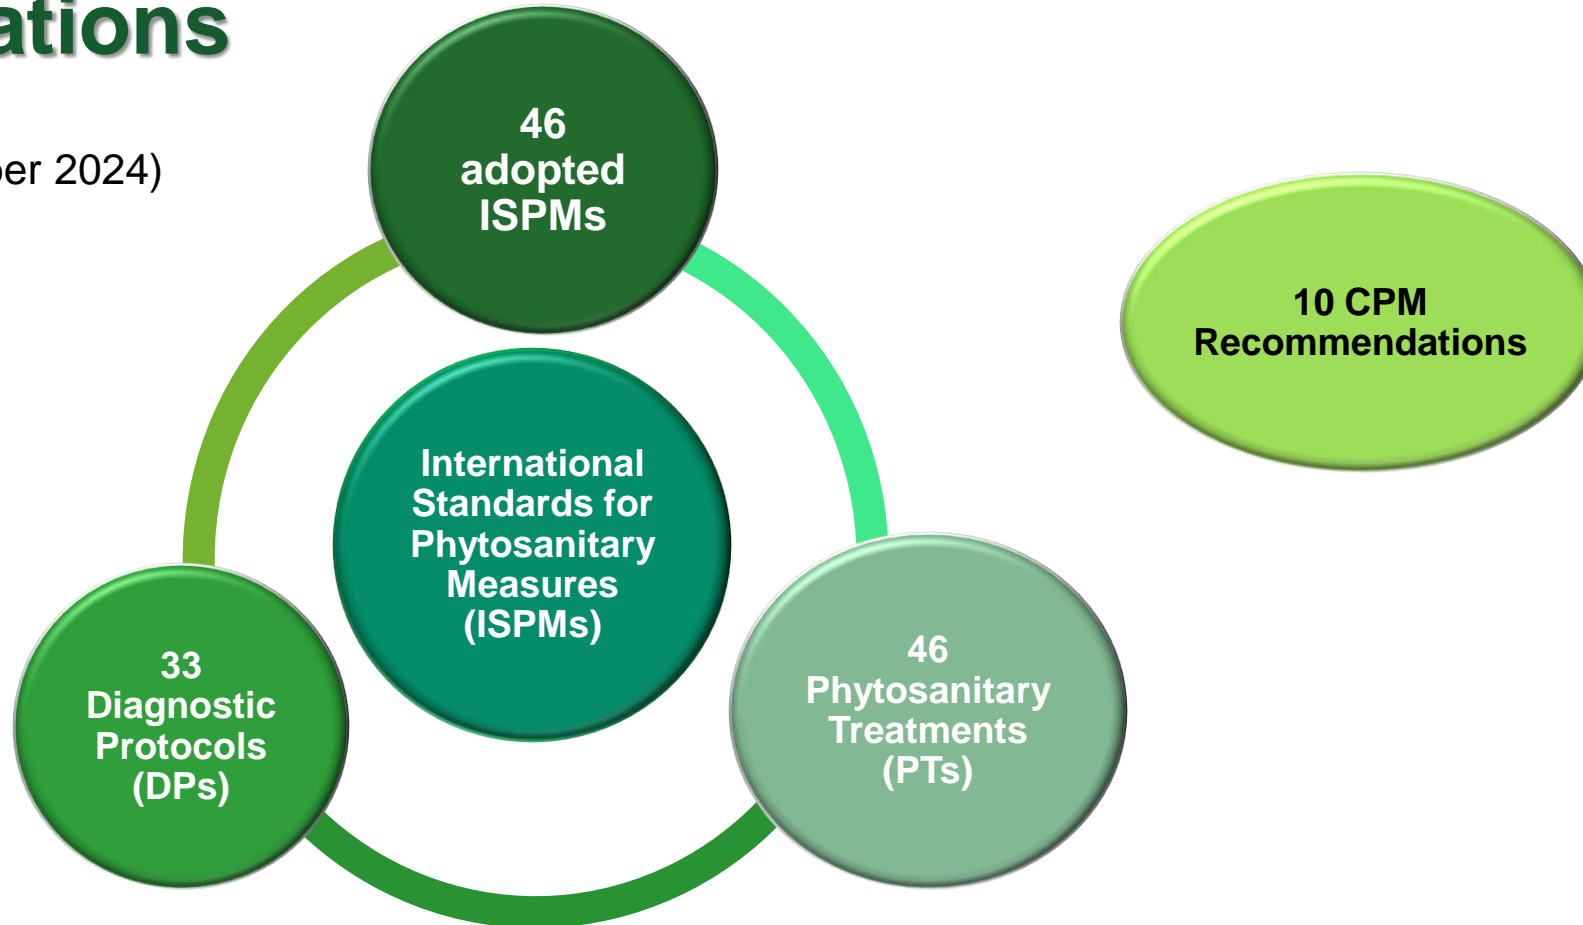 ations
ber 2024)
46
adopted
ISPMs
10 CPM
Recommendations
International
Standards for
Phytosanitary
Measures
(ISPMs)
33
Diagnostic
Protocols
(DPs)
46
Phytosanitary
Treatments
(PTs)